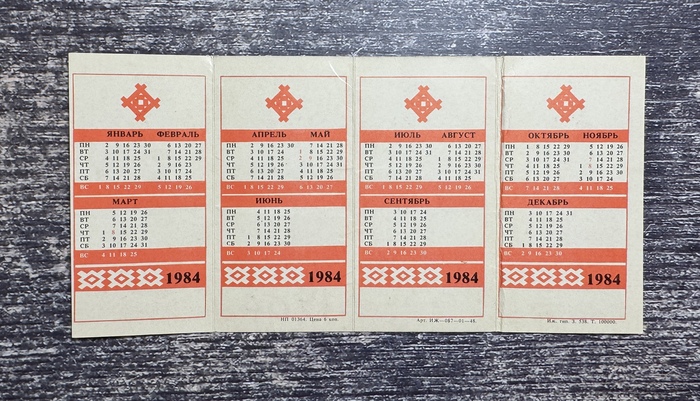 ЯНВАРЬ ФЕВРАЛЬ
ПН 2 9 16 23 30 6 13 20 27
ВТ 3 10 17 24 31 7 14 21 28
СР 4 11 18 25 1 8 15 22 29
ЧТ 5 12 19 26 2 9 16 23
ПТ 6 13 20 27 3 10 17 24
СБ 7 14 21 28 4 11 18 25
ВС 1 8 15 22 29 5 12 19 26
МАРТ
ПН 5 12 19 26
ВТ 6 13 20 27
СР 7 14 21 28
ЧТ 1 8 15 22 29
ПТ 2 9 16 23 30
СБ 3 10 17 24 31
ВС 4 11 18 25
1984
АПРЕЛЬ МАЙ
ПН 2 9 16 23 30 7 14 21 28
ВТ 3 10 17 24 1 8 15 22 29
СР 4 11 18 25 2 9 16 23 30
ЧТ 5 12 19 26 3 10 17 24 31
ПТ 6 13 20 27 4 11 18 25
СБ 7 14 21 28 5 12 19 26
ВС 1 8 15 22 29 6 13 20 27
ИЮНЬ
ПН 4 11 18 25
ВТ 5 12 19 26
СР 6 13 20 27
ЧТ 7 14 21 28
ПТ 1 8 15 22 29
СБ 2 9 16 23 30
ВС 3 10 17 24
1984
НП 01364. Цена 6 коп.
ИЮЛЬ АВГУСТ
ПН 2 9 16 23 30 6 13 20 27
ВТ 3 10 17 24 31 7 14 21 28
СР 4 11 18 25 1 8 15 22 29
ЧТ 5 12 19 26 2 9 16 23 30
ПТ 6 13 20 27 3 10 17 24 31
СБ 7 14 21 28 4 11 18 25
ВС 1 8 15 22 29 5 12 19 26
СЕНТЯБРЬ
ПН 3 10 17 24
ВТ 4 11 18 25
СР 5 12 19 26
ЧТ 6 13 20 27
ПТ 7 14 21 28
СБ 1 8 15 22 29
ВС 2 9 16 23 30
1984
Арт. ИЖ—087—01—48.
ОКТЯБРЬ НОЯБРЬ
ПН 1 8 15 22 29 5 12 19 26
ВТ 2 9 16 23 30 6 13 20 27
СР 3 10 17 24 31 7 14 21 28
ЧТ 4 11 18 25 1 8 15 22 29
ПТ 5 12 19 26 2 9 16 23 30
СБ 6 13 20 27 3 10 17 24
ВС 7 14 21 28 4 11 18 25
ДЕКАБРЬ
ПН 3 10 17 24 31
ВТ 4 11 18 25
СР 5 12 19 26
ЧТ 6 13 20 27
ПТ 7 14 21 28
СБ 1 8 15 22 29
ВС 2 9 16 23 30
1984
Иж. тип. З. 538. Т. 100000.